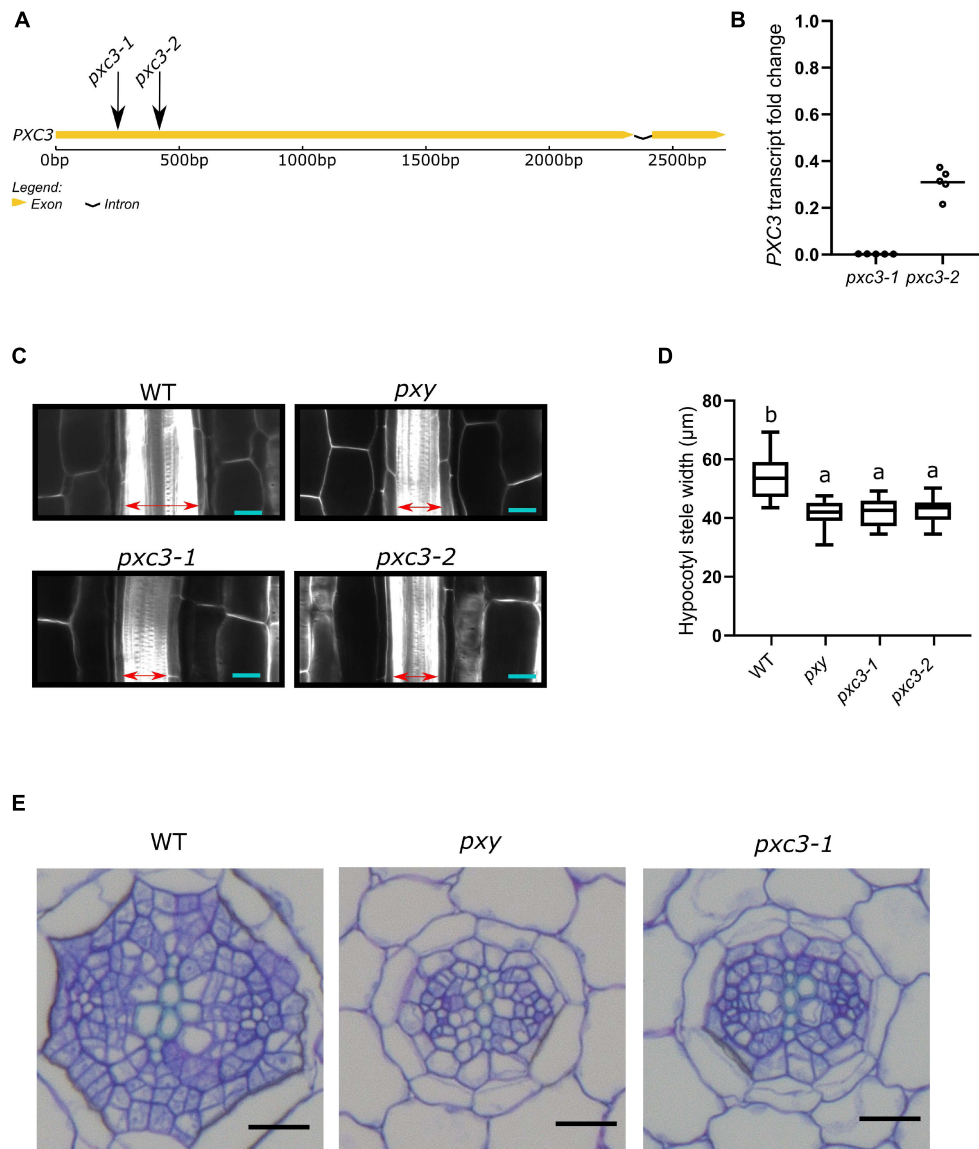 A
pxc3-1
pxc3-2
PXC3
0bp
500bp
1000bp
1500bp
2000bp
2500bp
Legend:
Exon
Intron
B
PXC3 transcript fold change
1.0
0.8
0.6
0.4
0.2
0.0
pxc3-1
pxc3-2
C
WT
pxy
pxc3-1
pxc3-2
D
Hypocotyl stele width (µm)
80
60
40
20
0
b
a
a
a
WT
pxy
pxc3-1
pxc3-2
E
WT
pxy
pxc3-1